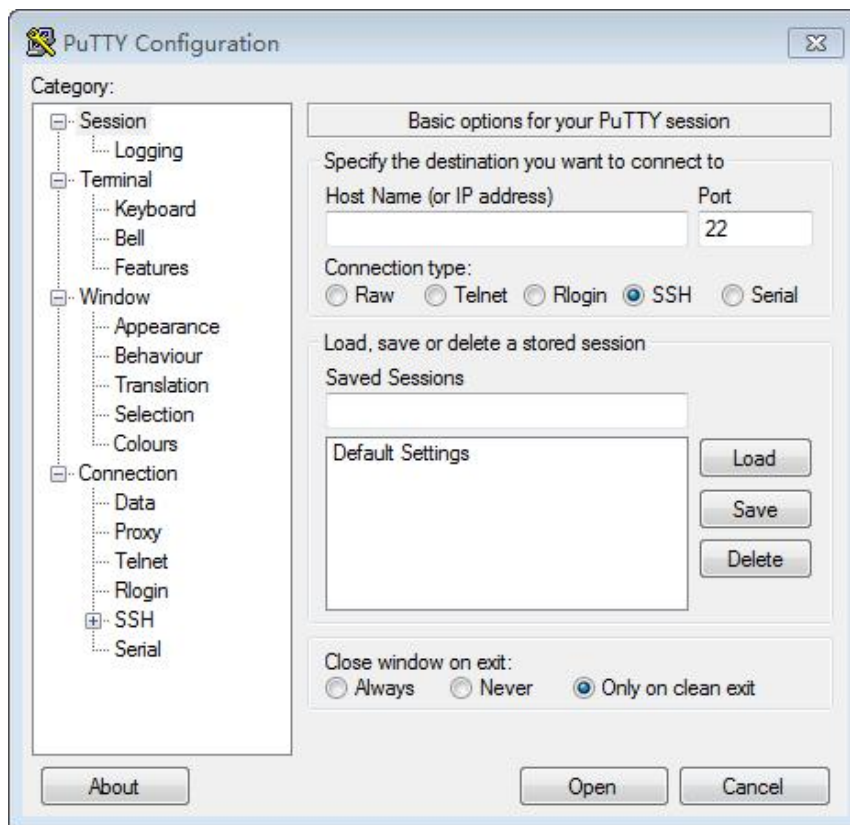 PuTTY Configuration
Category:
Session
Logging
Terminal
Keyboard
Bell
Features
Window
Appearance
Behaviour
Translation
Selection
Colours
Connection
Data
Proxy
Telnet
Rlogin
SSH
Serial
Basic options for your PuTTY session
Specify the destination you want to connect to
Host Name (or IP address) Port
22
Connection type:
Raw Telnet Rlogin SSH Serial
Load, save or delete a stored session
Saved Sessions
Default Settings
Load
Save
Delete
Close window on exit:
Always Never Only on clean exit
About Open Cancel